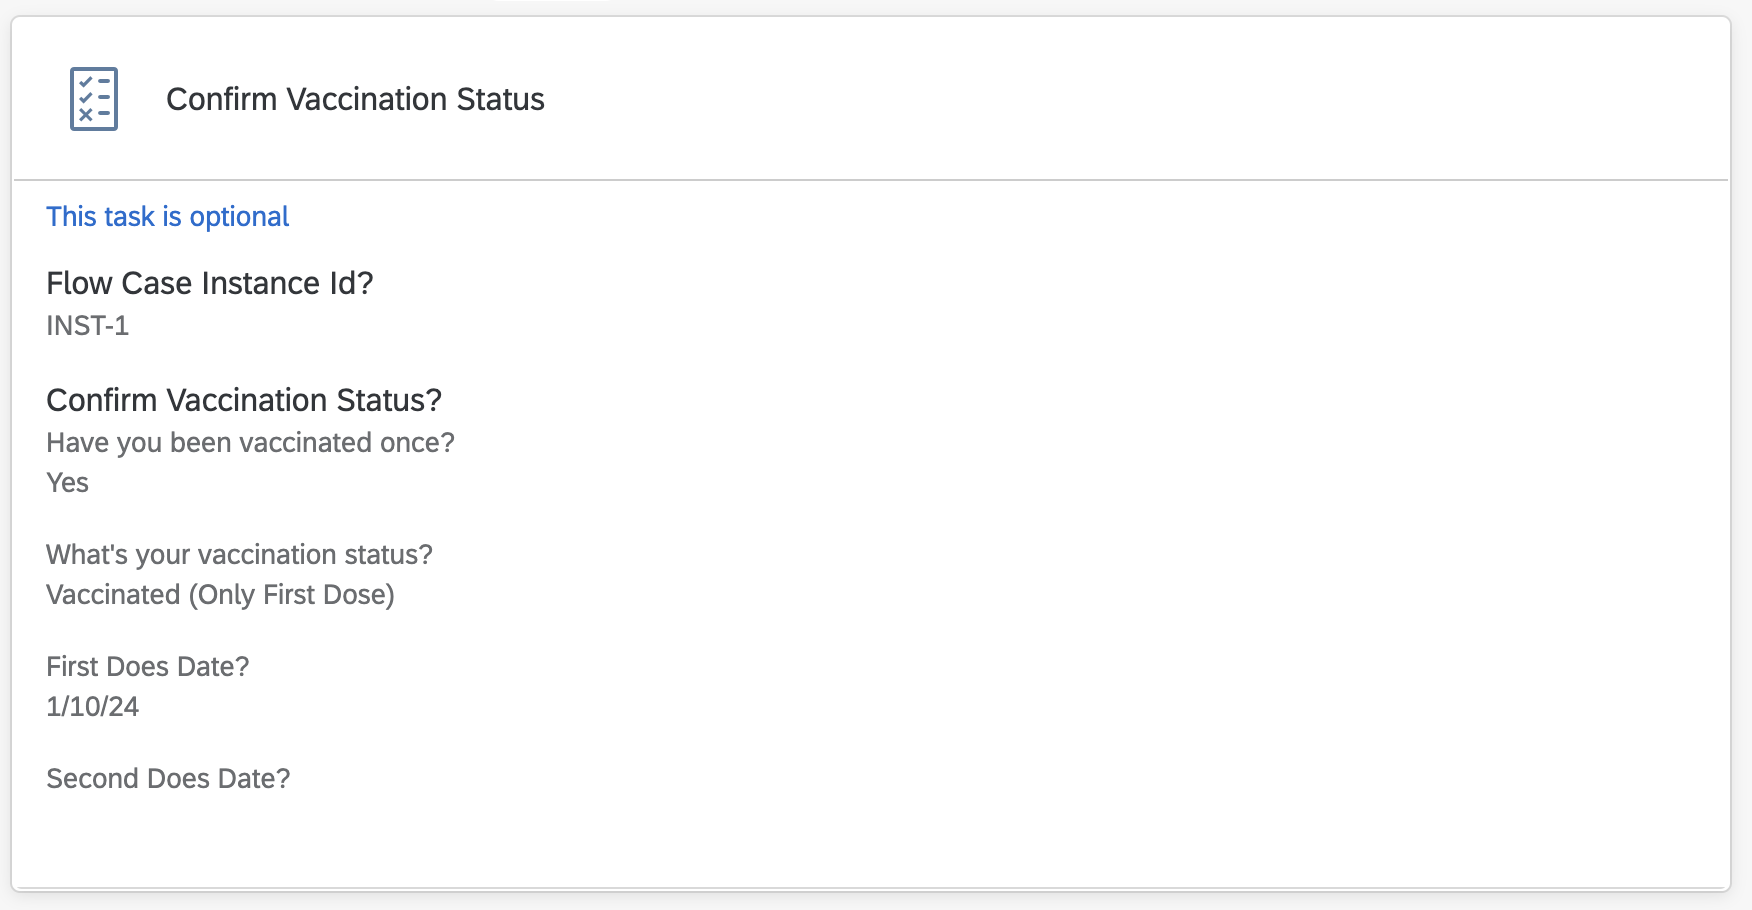 Confirm Vaccination Status
This task is optional
Flow Case Instance Id?
INST-1
Confirm Vaccination Status?
Have you been vaccinated once?
Yes
What's your vaccination status?
Vaccinated (Only First Dose)
First Does Date?
1/10/24
Second Does Date?